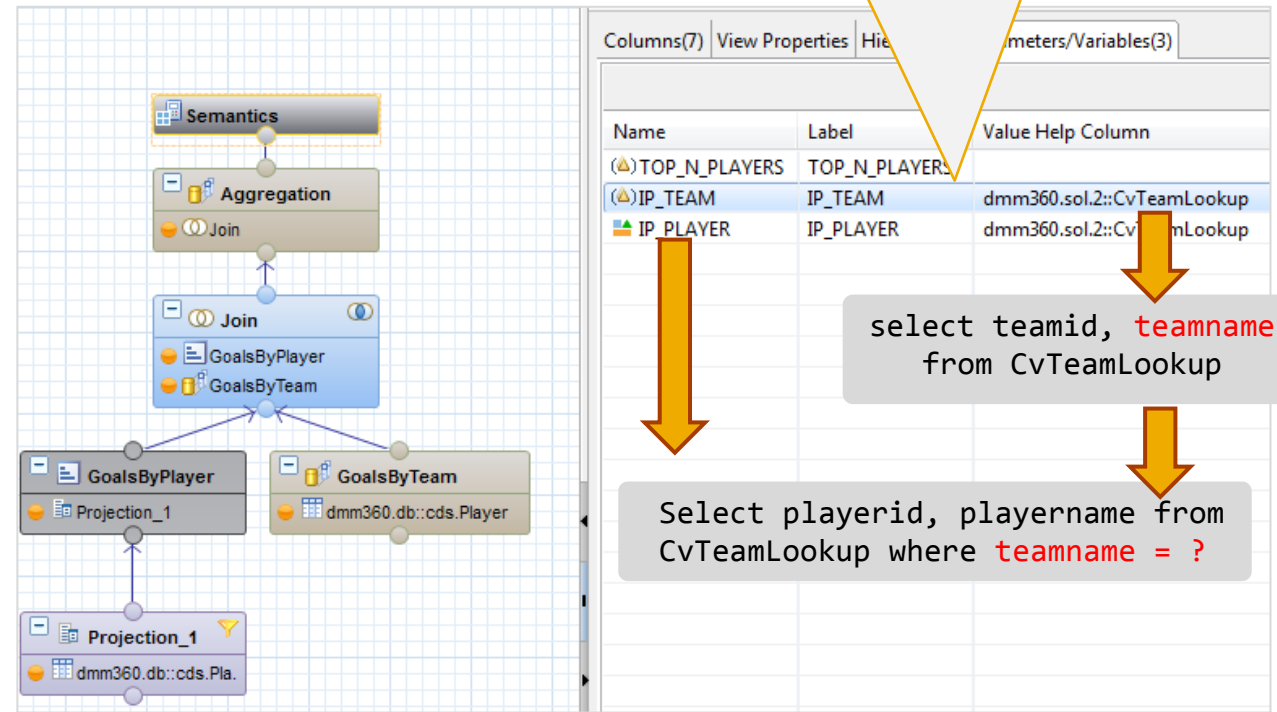 Semantics
Aggregation
Join
Join
GoalsByPlayer
GoalsByTeam
GoalsByPlayer
Projection_1
GoalsByTeam
dmm360.db::cds.Player
Projection_1
dmm360.db::cds.Pla.
Columns(7) View Properties Hie meters/Variables(3)
Name Label Value Help Column
TOP_N_PLAYERS TOP_N_PLAYERS
IP_TEAM IP_TEAM dmm360.sol.2::CvTeamLookup
IP_PLAYER IP_PLAYER dmm360.sol.2::CvTeamLookup
select teamid, teamname
from CvTeamLookup
Select playerid, playername from
CvTeamLookup where teamname = ?